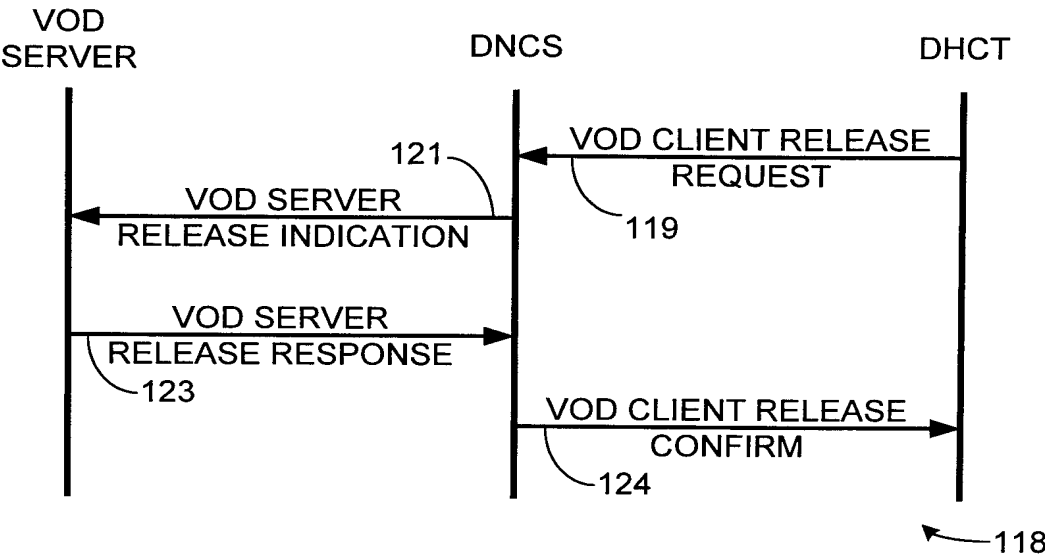 VOD
SERVER
DNCS
DHCT
VOD CLIENT RELEASE
REQUEST
119
121
VOD SERVER
RELEASE INDICATION
VOD SERVER
RELEASE RESPONSE
123
VOD CLIENT RELEASE
CONFIRM
124
118